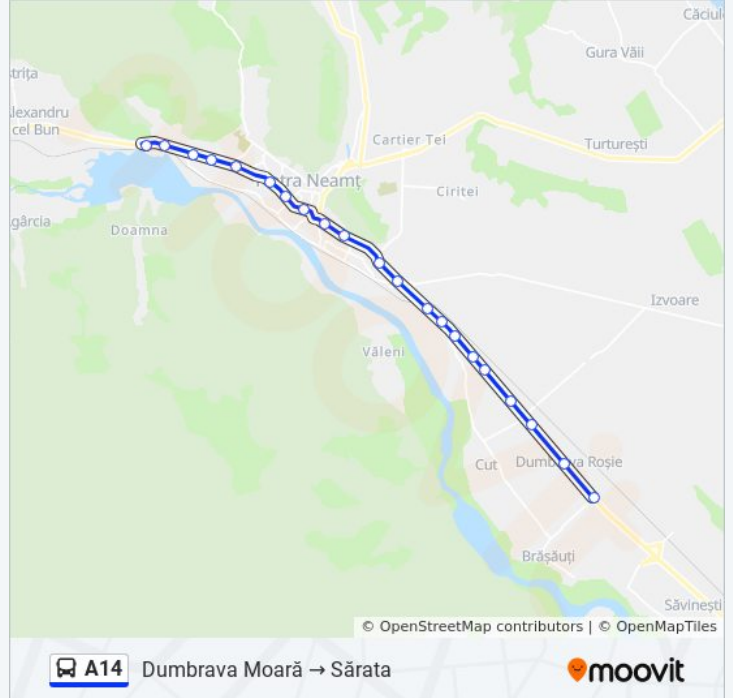 Căciul
Gura Văii
strița
Alexandru
cel Bun
Cartier Tei
Turturești
Piatra Neamț
Ciritei
gârcia
Doamna
Izvoare
Văleni
Cut
Dumbrava Roșie
Brășăuți
Săvinești
© OpenStreetMap contributors | © OpenMapTiles
A14 Dumbrava Moară → Sărata
moovit